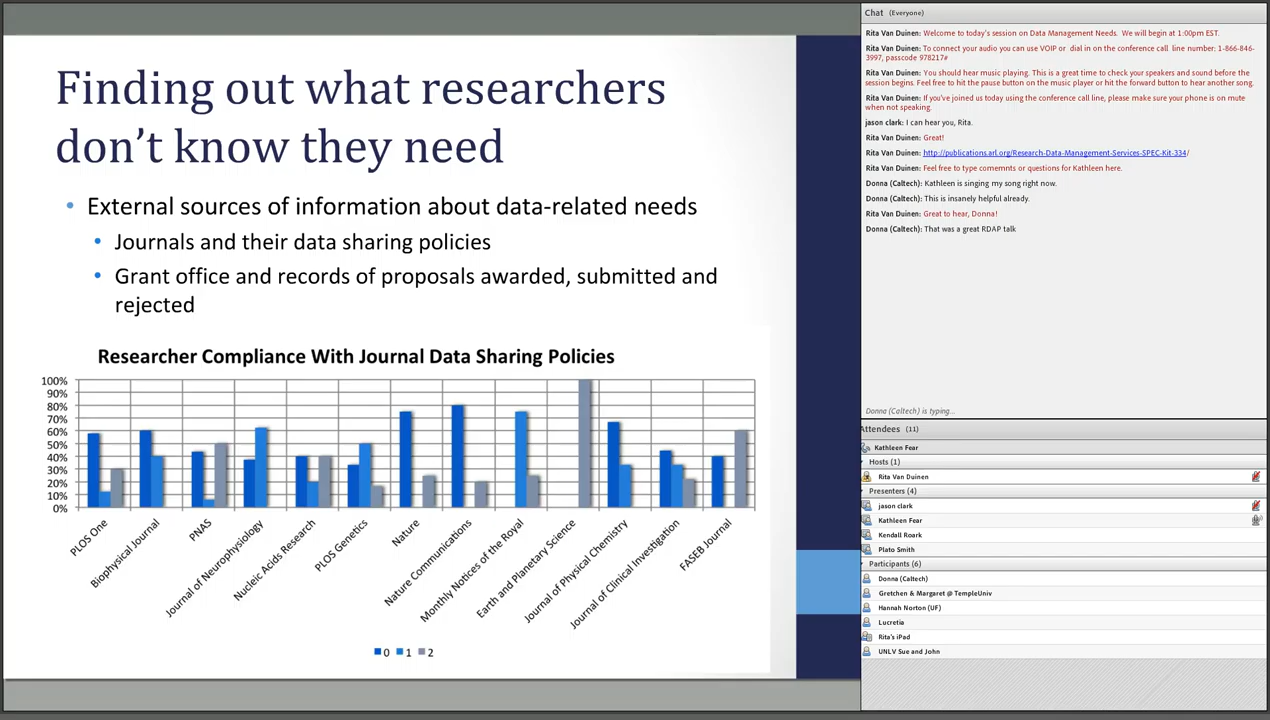 Finding out what researchers
don't know they need
• External sources of information about data-related needs
• Journals and their data sharing policies
• Grant office and records of proposals awarded, submitted and
rejected
Researcher Compliance With Journal Data Sharing Policies
100%
90%
80%
70%
60%
50%
40%
30%
20%
10%
0%
PLOS One
Biophysical Journal
PNAS
Journal of Neurophysiology
Nucleic Acids Research
PLOS Genetics
Nature
Nature Communications
Monthly Notices of the Royal
Earth and Planetary Science
Journal of Physical Chemistry
Journal of Clinical Investigation
FASEB Journal
0 1 2
Chat (Everyone)
Rita Van Duinen: Welcome to today's session on Data Management Needs. We will begin at 1:00pm EST.
Rita Van Duinen: To connect your audio you can use VOIP or dial in on the conference call line number: 1-866-846-
3997, passcode 978217#
Rita Van Duinen: You should hear music playing. This is a great time to check your speakers and sound before the
session begins. Feel free to hit the pause button on the music player or hit the forward button to hear another song.
Rita Van Duinen: If you've joined us today using the conference call line, please make sure your phone is on mute
when not speaking.
jason clark: I can hear you, Rita.
Rita Van Duinen: Great!
Rita Van Duinen: http://publications.arl.org/Research-Data-Management-Services-SPEC-Kit-334/
Rita Van Duinen: Feel free to type comemnts or questions for Kathleen here.
Donna (Caltech): Kathleen is singing my song right now.
Donna (Caltech): This is insanely helpful already.
Rita Van Duinen: Great to hear, Donna!
Donna (Caltech): That was a great RDAP talk
Donna (Caltech) is typing...
Attendees (11)
Kathleen Fear
Hosts (1)
Rita Van Duinen
Presenters (4)
jason clark
Kathleen Fear
Kendall Roark
Plato Smith
Participants (6)
Donna (Caltech)
Gretchen & Margaret @ TempleUniv
Hannah Norton (UF)
Lucretia
Rita's iPad
UNLV Sue and John